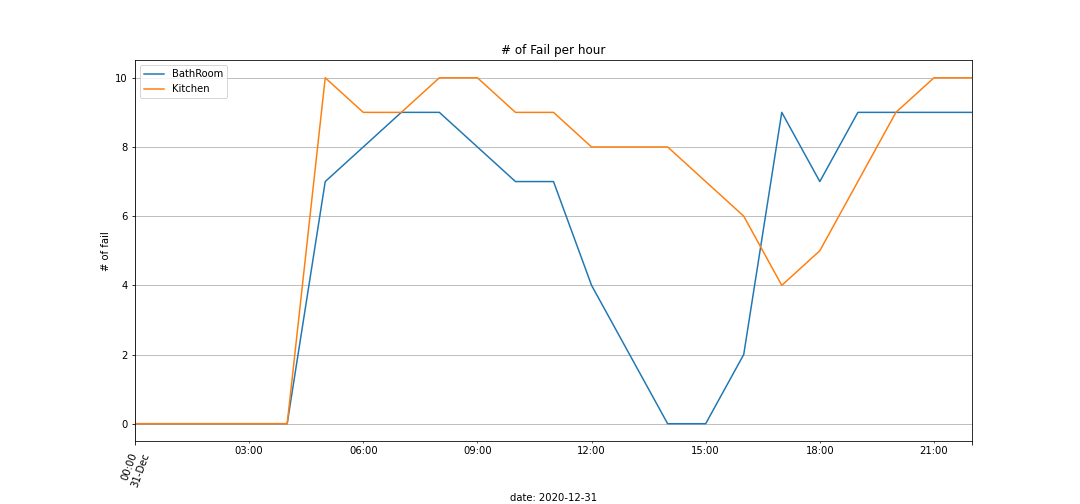 # of Fail per hour
BathRoom
Kitchen
10
8
6
4
2
0
# of fail
00:00
31-Dec
03:00
06:00
09:00
12:00
15:00
18:00
21:00
date: 2020-12-31